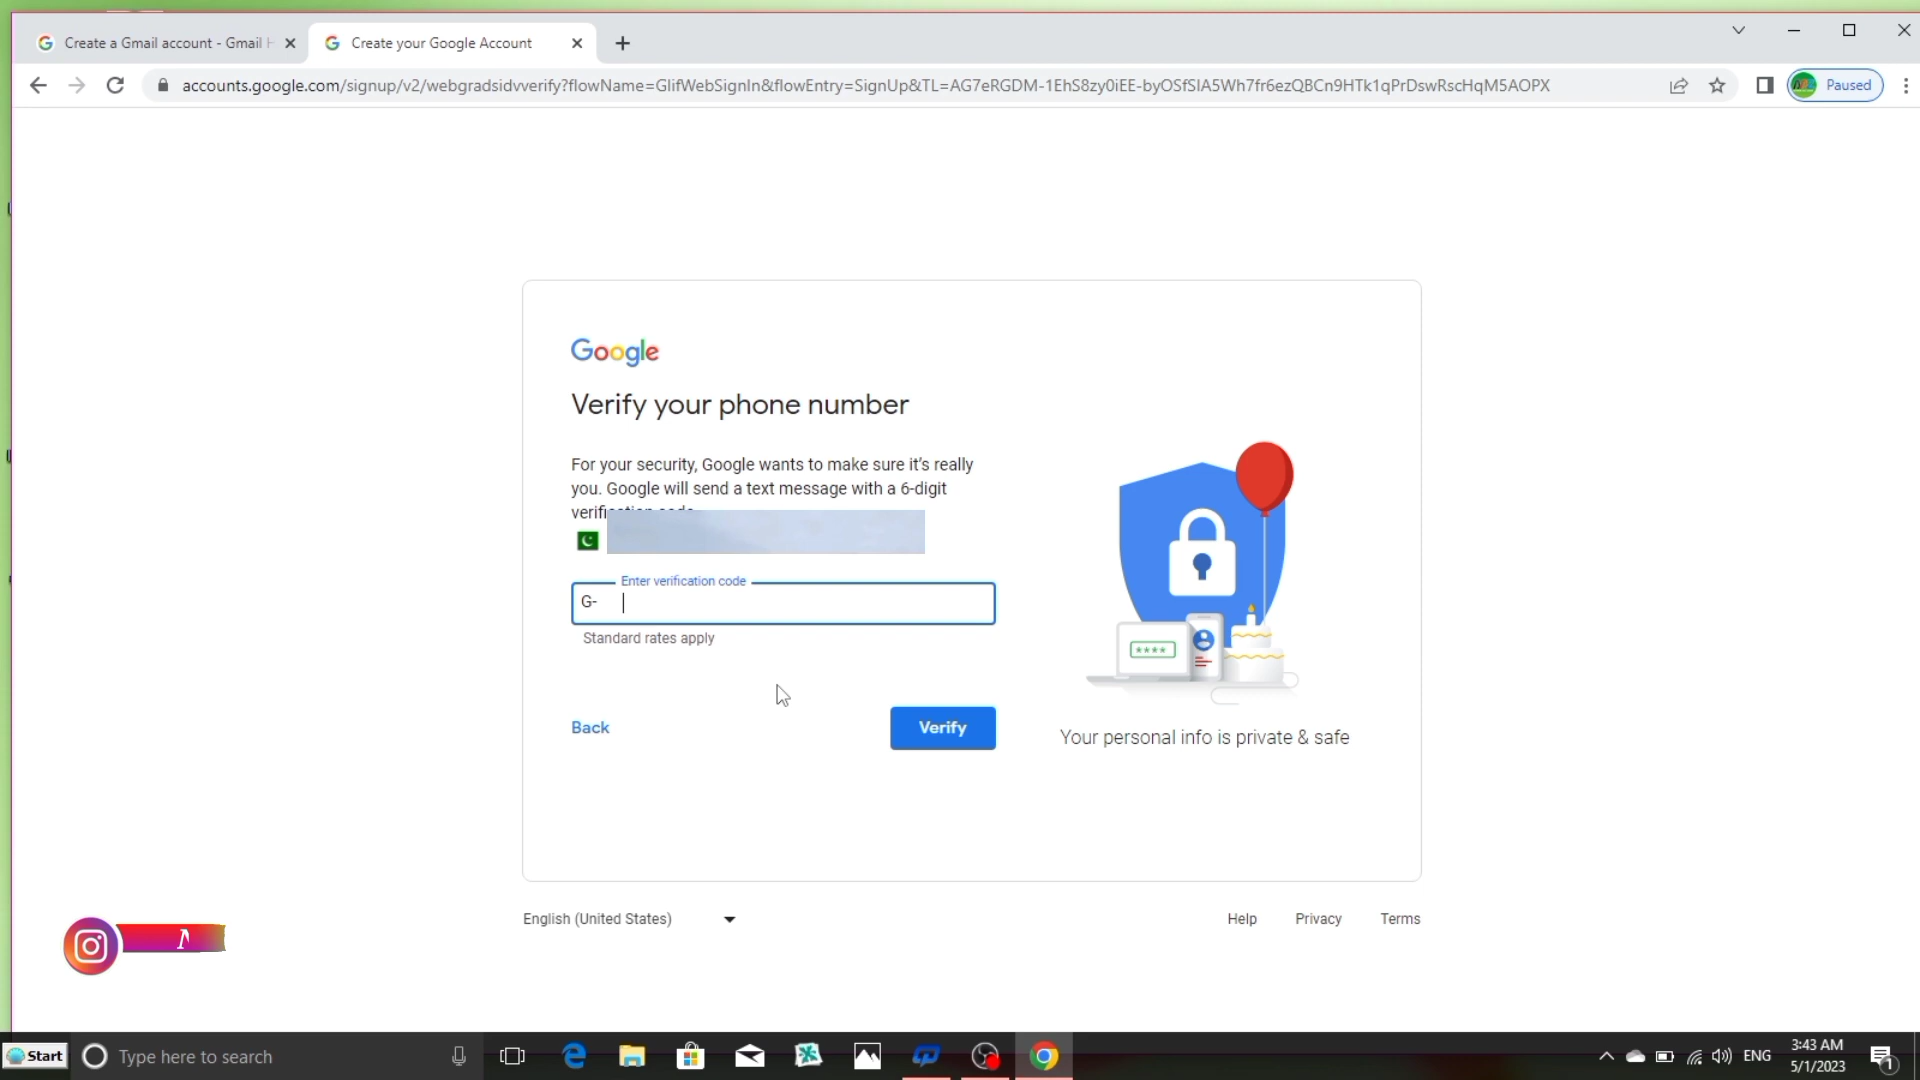 Create a Gmail account - Gmail H
Create your Google Account
accounts.google.com/signup/v2/webgradsidvverify?flowName=GlifWebSignIn&flowEntry=SignUp&TL=AG7eRGDM-1EhS8zy0iEE-byOSfSIA5Wh7fr6ezQBCn9HTk1qPrDswRscHqM5AOPX
Paused
Google
Verify your phone number
For your security, Google wants to make sure it's really
you. Google will send a text message with a 6-digit
verification code
Enter verification code
G-
Standard rates apply
Back
Verify
****
Your personal info is private & safe
English (United States)
Help
Privacy
Terms
Start
Type here to search
ENG
3:43 AM
5/1/2023
1